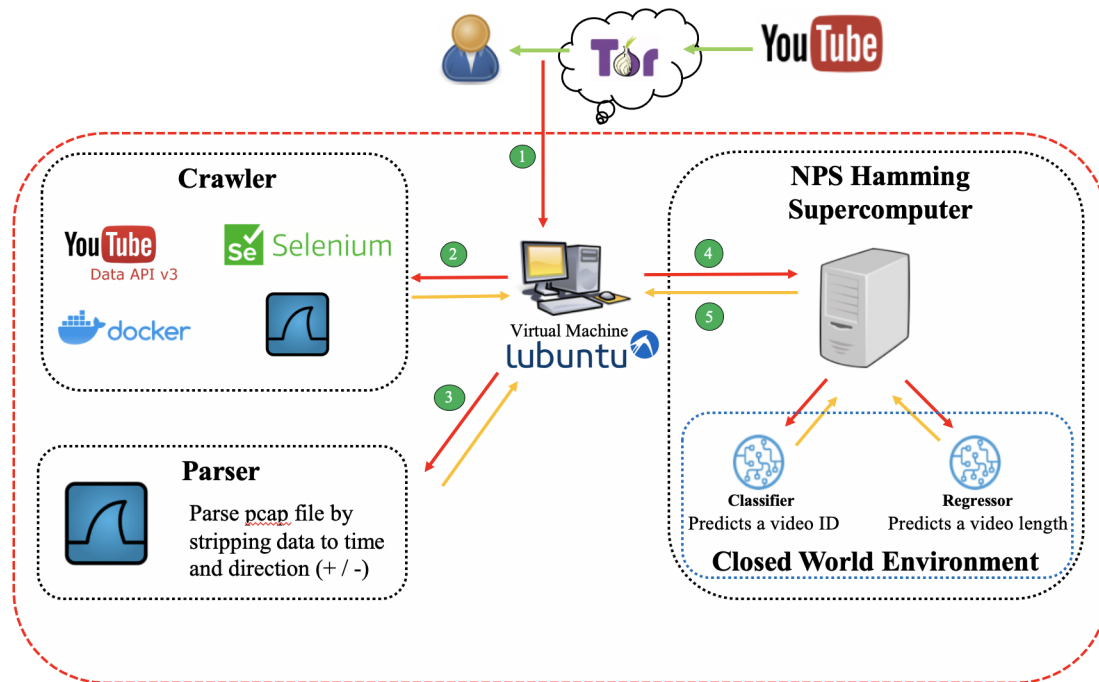 Tor
YouTube
1
Crawler
YouTube
Data API v3
Se Selenium
docker
2
Virtual Machine
lubuntu
3
Parser
Parse pcap file by
stripping data to time
and direction (+ / -)
NPS Hamming
Supercomputer
4
5
Classifier
Predicts a video ID
Regressor
Predicts a video length
Closed World Environment